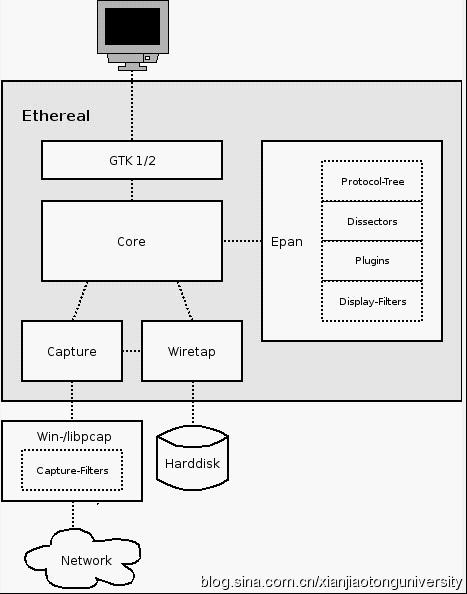 Ethereal
GTK 1/2
Core
Epan
Protocol-Tree
Dissectors
Plugins
Display-Filters
Capture
Wiretap
Win-/libpcap
Capture-Filters
Harddisk
Network
blog.sina.com.cn/xianjiaotonguniversity